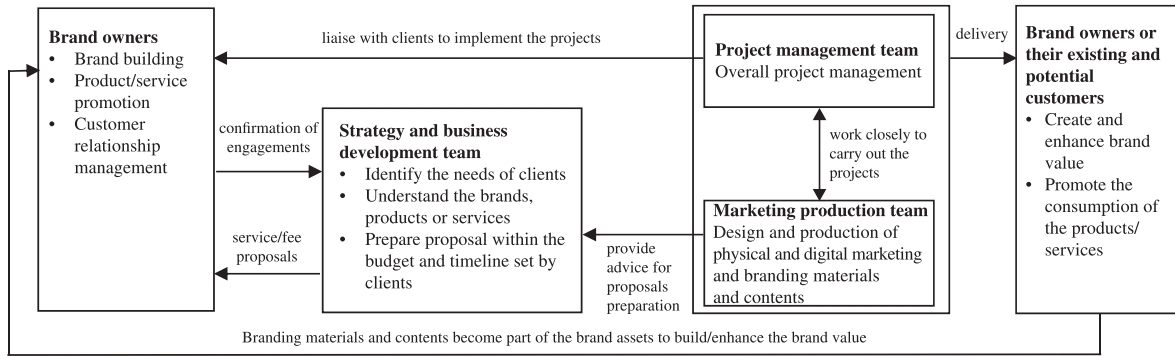 Brand owners
• Brand building
• Product/service
promotion
• Customer
relationship
management
liaise with clients to implement the projects
confirmation of
engagements
service/fee
proposals
Strategy and business
development team
• Identify the needs of clients
• Understand the brands,
products or services
• Prepare proposal within the
budget and timeline set by
clients
provide
advice for
proposals
preparation
Project management team
Overall project management
work closely to
carry out the
projects
Marketing production team
Design and production of
physical and digital marketing
and branding materials
and contents
delivery
Brand owners or
their existing and
potential
customers
• Create and
enhance brand
value
• Promote the
consumption of
the products/
services
Branding materials and contents become part of the brand assets to build/enhance the brand value